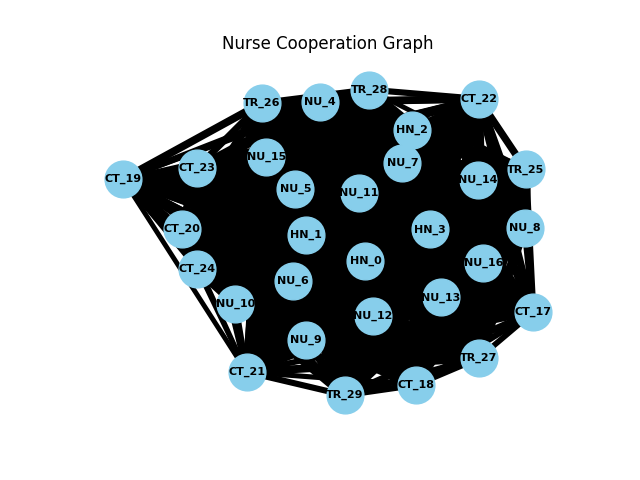 Nurse Cooperation Graph
TR_28
CT_22
NU_4
TR_26
HN_2
NU_15
NU_7
CT_23
TR_25
CT_19
NU_14
NU_5
NU_11
CT_20
NU_8
HN_3
HN_1
HN_0
NU_16
CT_24
NU_6
NU_13
NU_10
CT_17
NU_12
NU_9
TR_27
CT_21
CT_18
TR_29